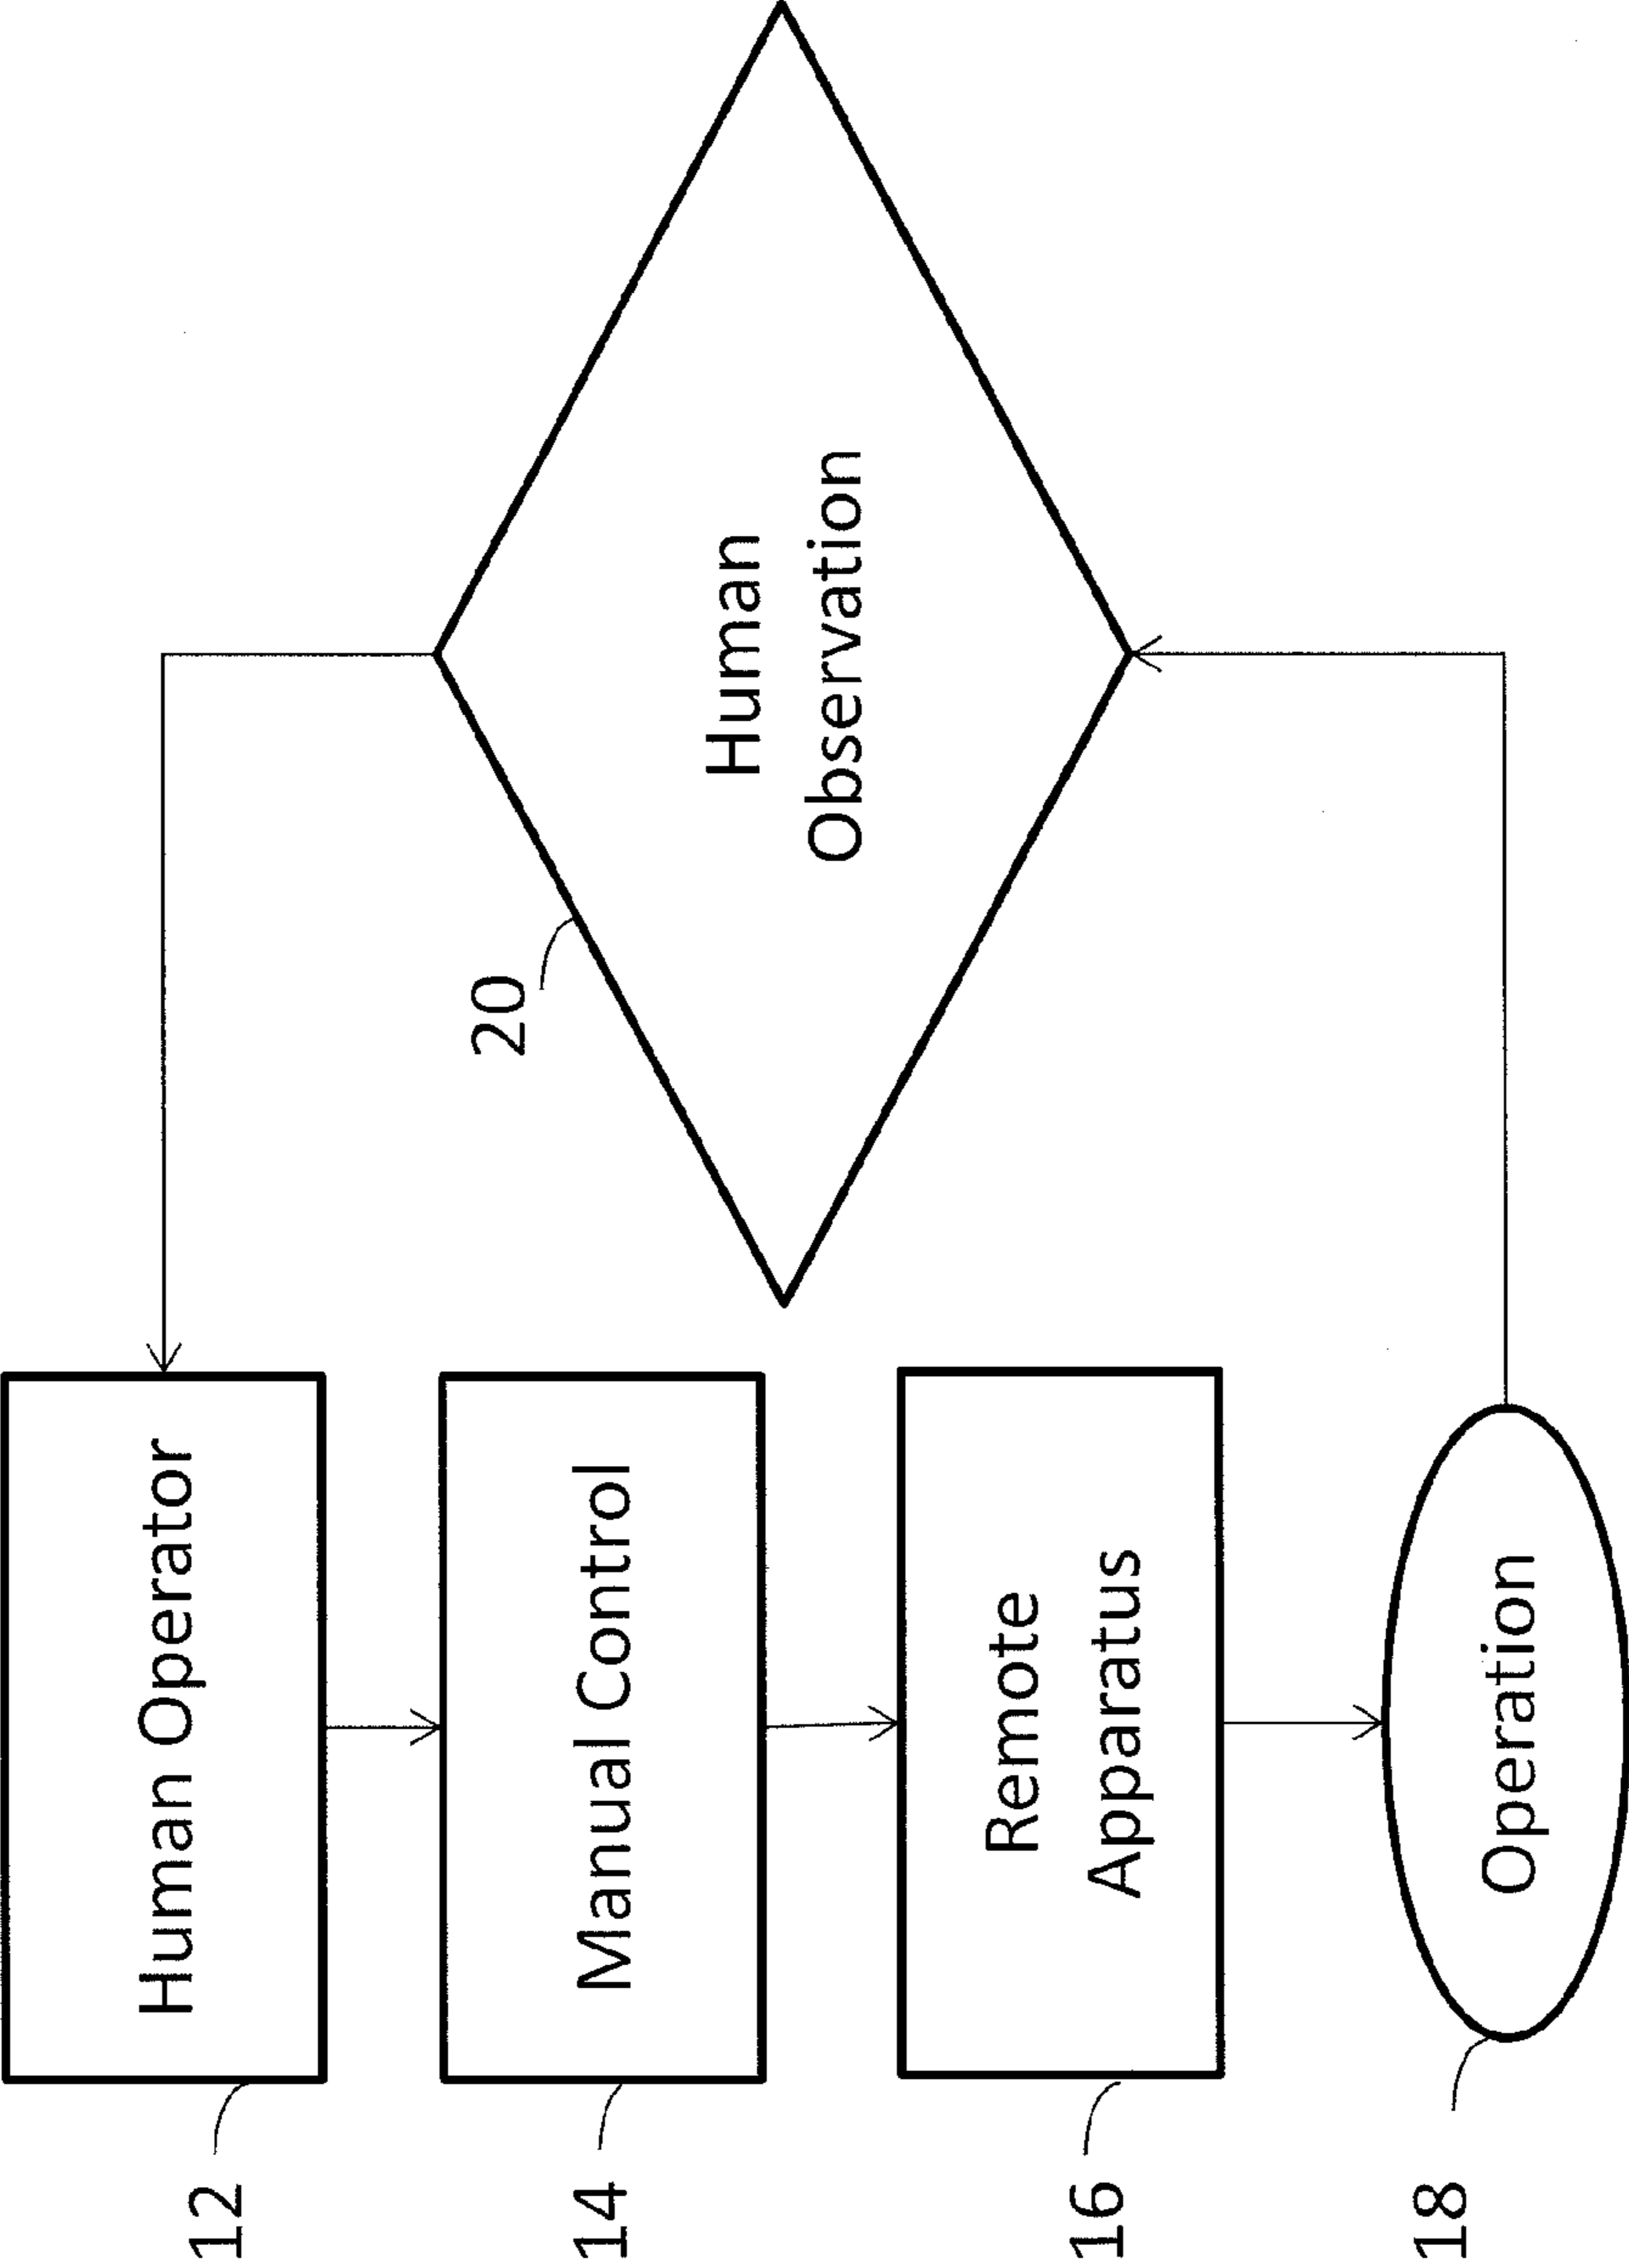 12
Human Operator
14
Manual Control
20
Human
Observation
16
Remote
Apparatus
18
Operation